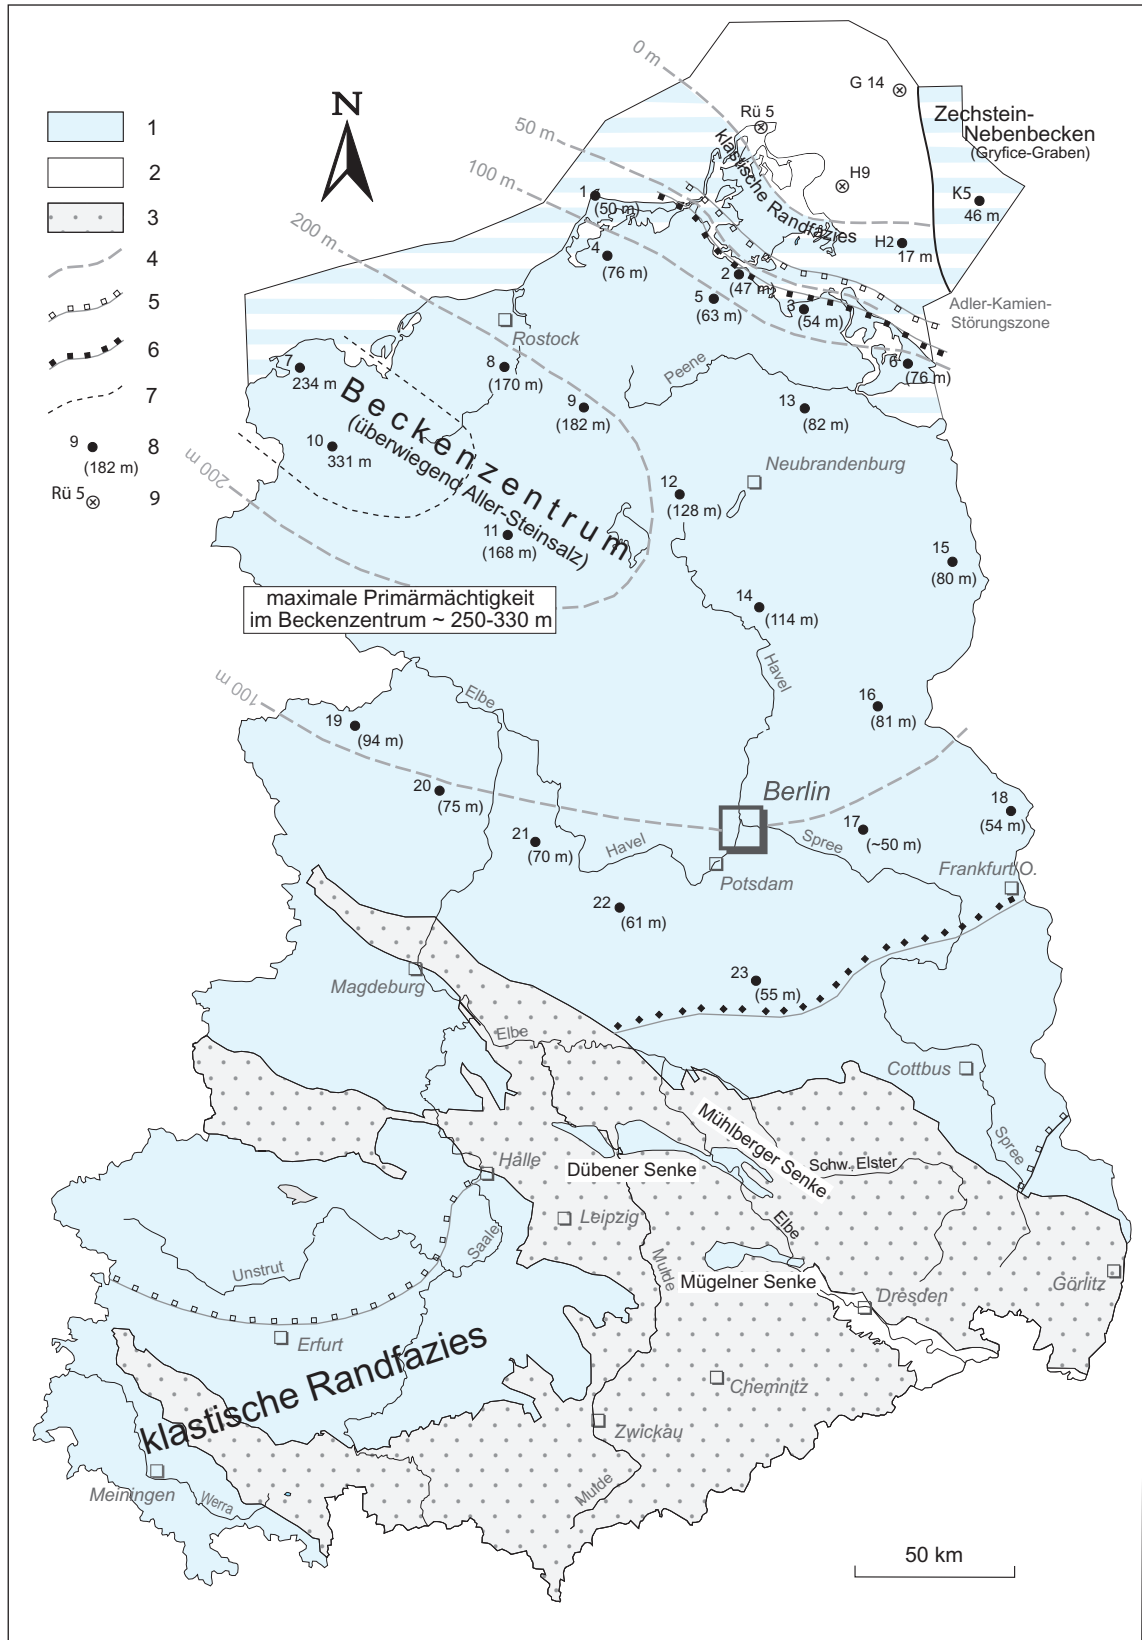 1
2
3
4
5
6
7
9
(182 m)
8
Rü 5
9
N
0 m
50 m
100 m
200 m
G 14
Rü 5
H9
Zechstein-
Nebenbecken
(Gryfice-Graben)
K5
46 m
H2
17 m
klastische Randfazies
Adler-Kamien-
Störungszone
1
(50 m)
4
(76 m)
2
(47 m)
5
(63 m)
3
(54 m)
6
(76 m)
Rostock
Peene
7
234 m
8
(170 m)
9
(182 m)
13
(82 m)
10
331 m
Beckenzentrum
(überwiegend Aller-Steinsalz)
200 m
Neubrandenburg
12
(128 m)
11
(168 m)
15
(80 m)
14
(114 m)
maximale Primärmächtigkeit
im Beckenzentrum ~ 250-330 m
Havel
Elbe
100 m
16
(81 m)
19
(94 m)
20
(75 m)
Berlin
18
(54 m)
17
(~50 m)
21
(70 m)
Havel
Spree
Potsdam
Frankfurt/O.
22
(61 m)
23
(55 m)
Magdeburg
Elbe
Cottbus
Spree
Mühlberger Senke
Schw. Elster
Dübener Senke
Halle
Elbe
Leipzig
Saale
Mulde
Unstrut
Mügelner Senke
Görlitz
Dresden
Erfurt
klastische Randfazies
Chemnitz
Zwickau
Meiningen
Werra
Mulde
50 km